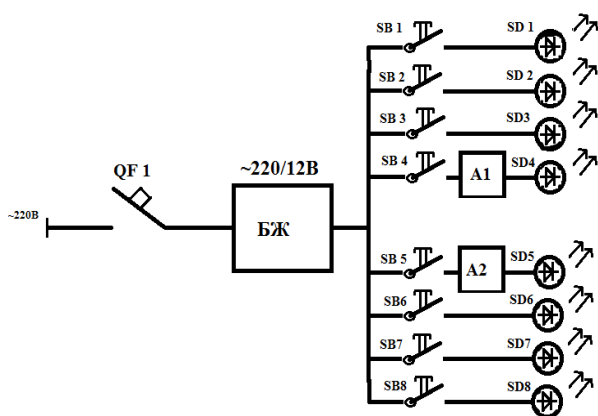 SB 1 SD 1
SB 2 SD 2
SB 3 SD3
SB 4 A1 SD4
QF 1 ~220/12В
~220В БЖ
SB 5 A2 SD5
SB6 SD6
SB7 SD7
SB8 SD8